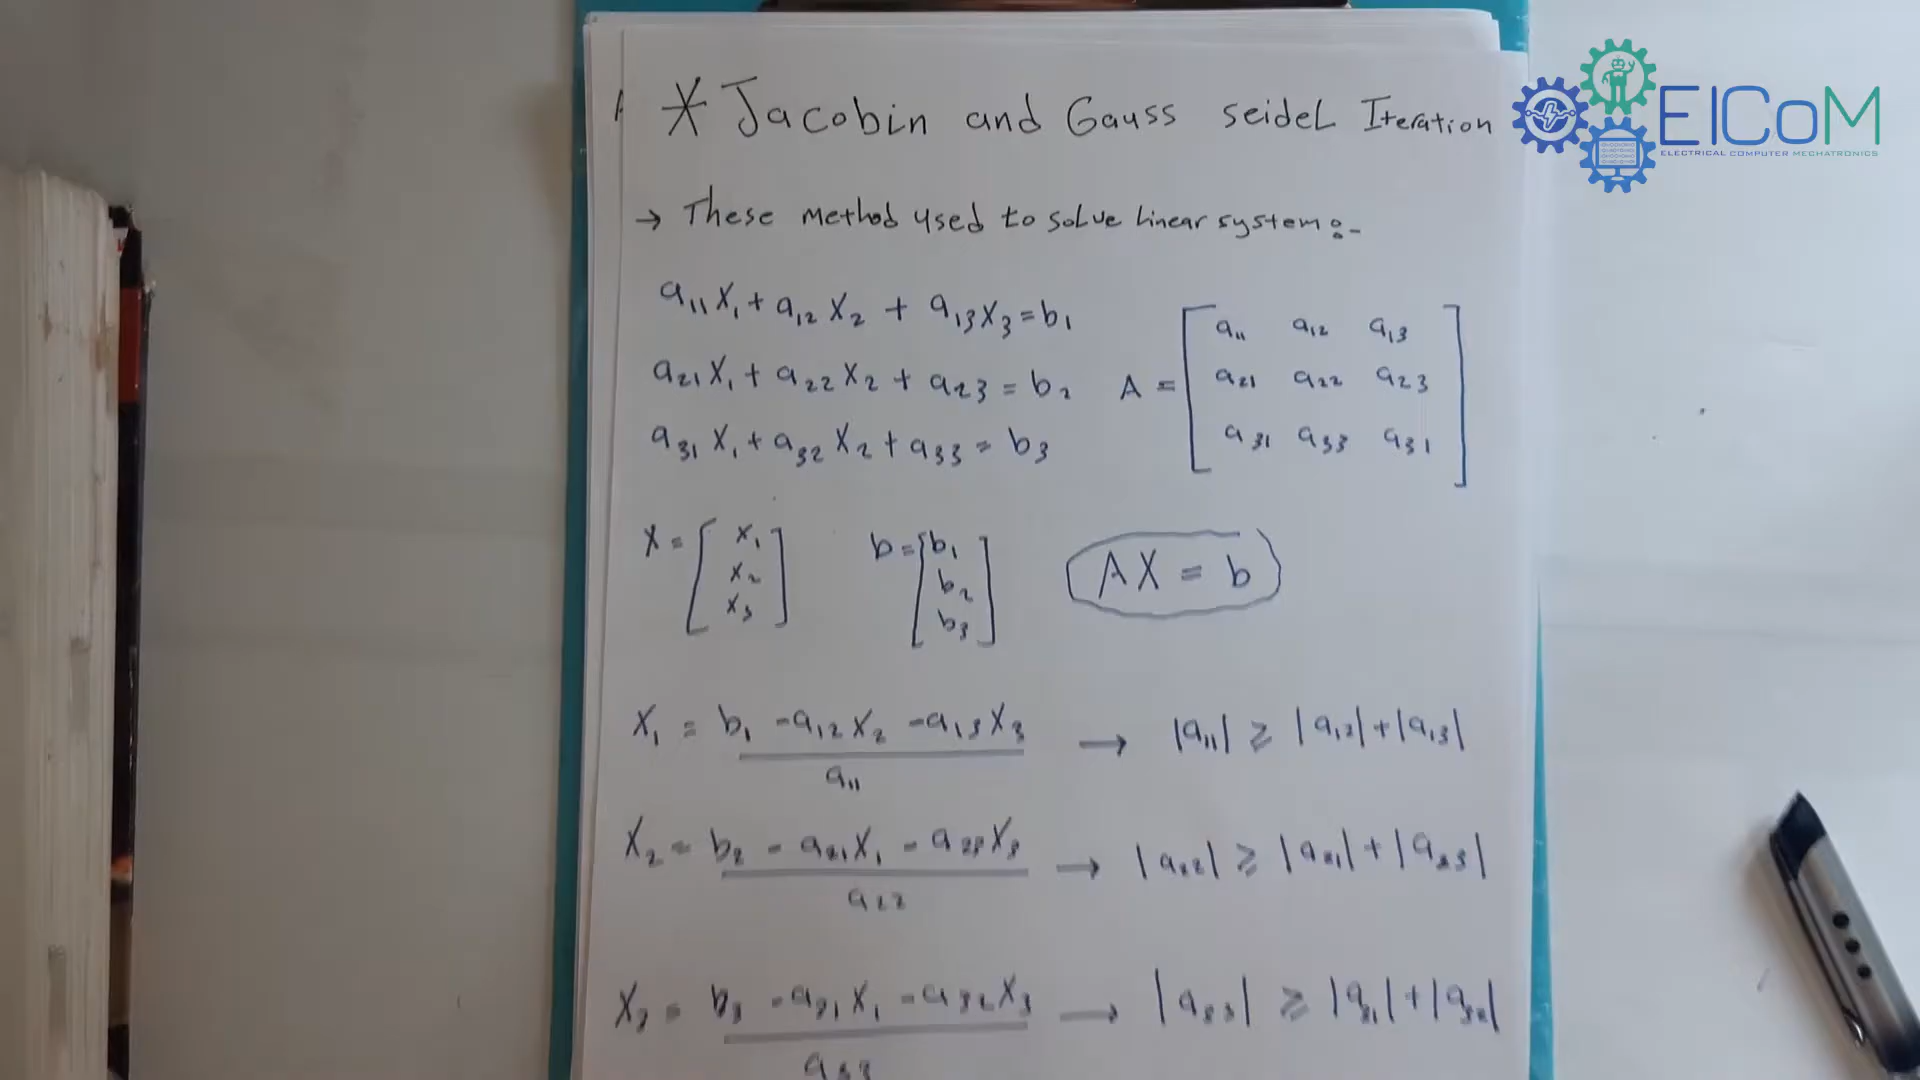 * Jacobin and Gauss seidel Iteration
EICoM
ELECTRICAL COMPUTER MECHATRONICS
→ These method used to solve linear system:-
a11 X1 + a12 X2 + a13 X3 = b1
a21 X1 + a22 X2 + a23 = b2
a31 X1 + a32 X2 + a33 = b3
A = [ a11 a12 a13
a21 a22 a23
a31 a33 a31 ]
X = [ x1
x2
x3 ]
b = [ b1
b2
b3 ]
AX = b
X1 = b1 - a12 X2 - a13 X3 → |a11| ≥ |a12| + |a13|
a11
X2 = b2 - a21 X1 - a23 X3 → |a22| ≥ |a21| + |a23|
a22
X3 = b3 - a31 X1 - a32 X3 → |a33| ≥ |a31| + |a32|
a33